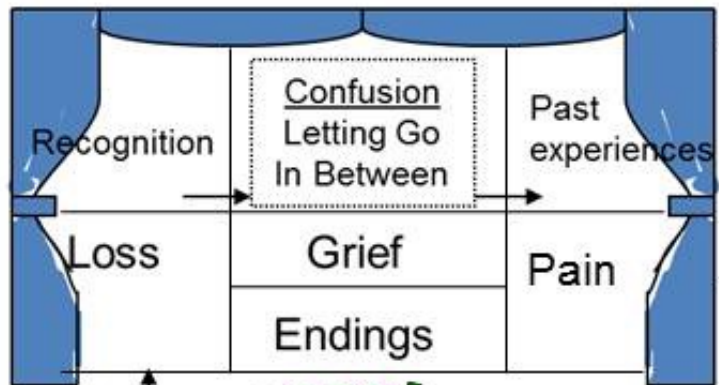 Recognition
Confusion
Letting Go
In Between
Past
experiences
Loss
Grief
Pain
Endings